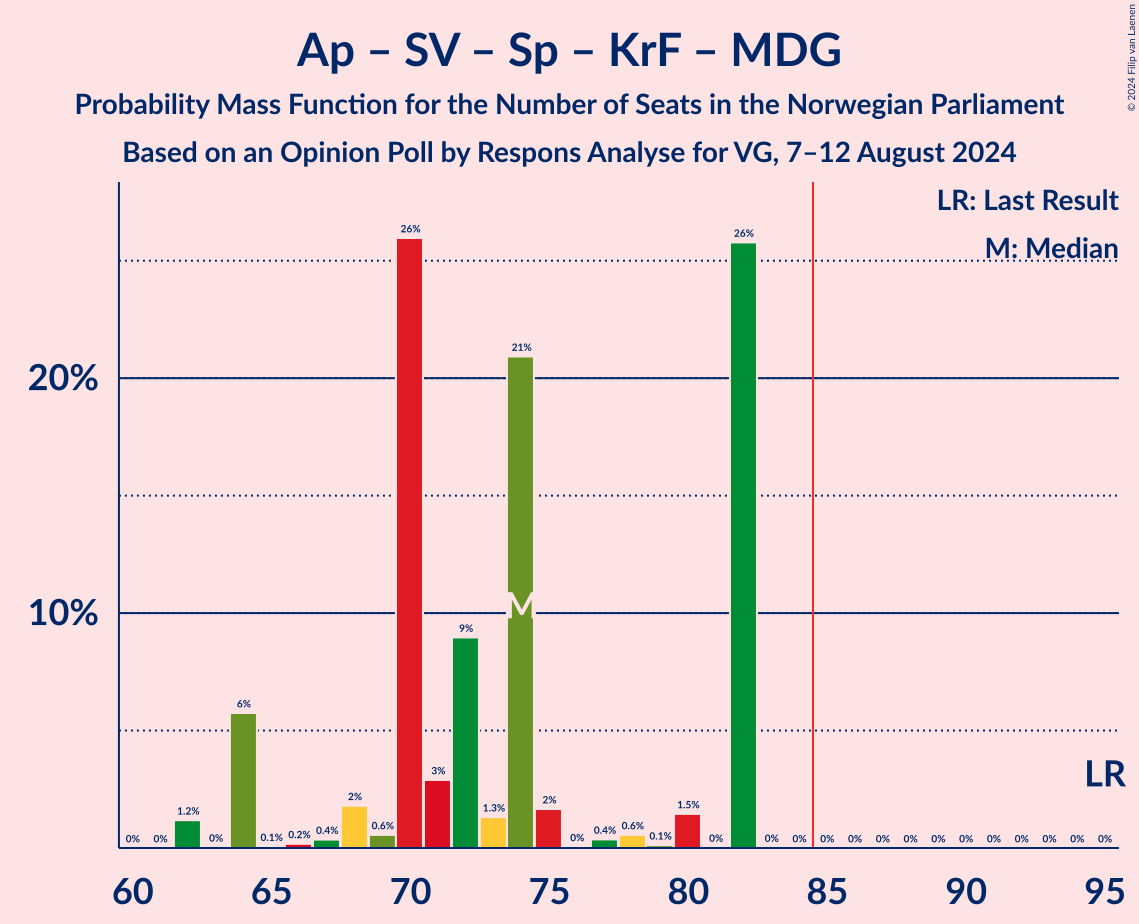 Ap – SV – Sp – KrF – MDG
Probability Mass Function for the Number of Seats in the Norwegian Parliament
Based on an Opinion Poll by Respons Analyse for VG, 7–12 August 2024
© 2024 Filip van Laenen
LR: Last Result
M: Median
20%
10%
0% 0% 1.2% 0% 6% 0.1% 0.2% 0.4% 2% 0.6% 26% 3% 9% 1.3% 21% 2% 0% 0.4% 0.6% 0.1% 1.5% 0% 26% 0% 0% 0% 0% 0% 0% 0% 0% 0% 0% 0% 0% 0%
M
LR
60 65 70 75 80 85 90 95